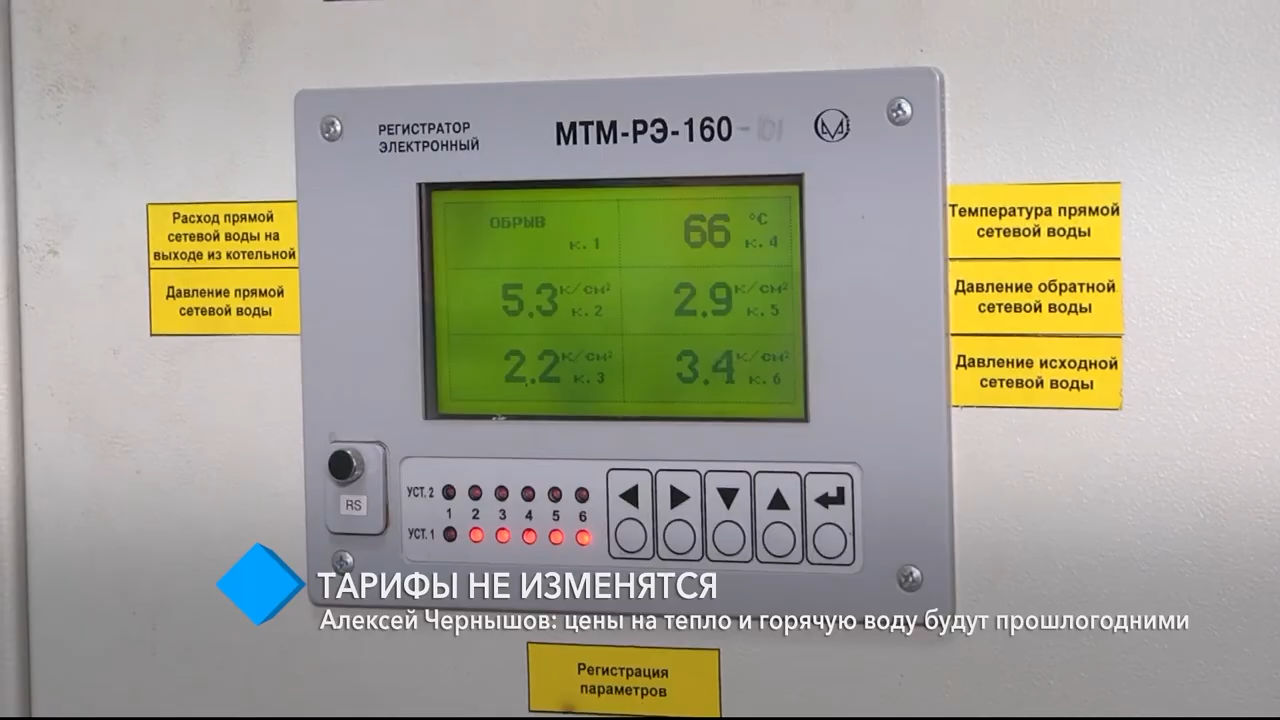 РЕГИСТРАТОР
ЭЛЕКТРОННЫЙ
МТМ-РЭ-160-01
Расход прямой
сетевой воды на
выходе из котельной
Давление прямой
сетевой воды
ОБРЫВ
к. 1
66 °C
к. 4
5.3 к/см²
к. 2
2.9 к/см²
к. 5
2.2 к/см²
к. 3
3.4 к/см²
к. 6
Температура прямой
сетевой воды
Давление обратной
сетевой воды
Давление исходной
сетевой воды
RS
УСТ. 2
1 2 3 4 5 6
УСТ. 1
ТАРИФЫ НЕ ИЗМЕНЯТСЯ
Алексей Чернышов: цены на тепло и горячую воду будут прошлогодними
Регистрация
параметров